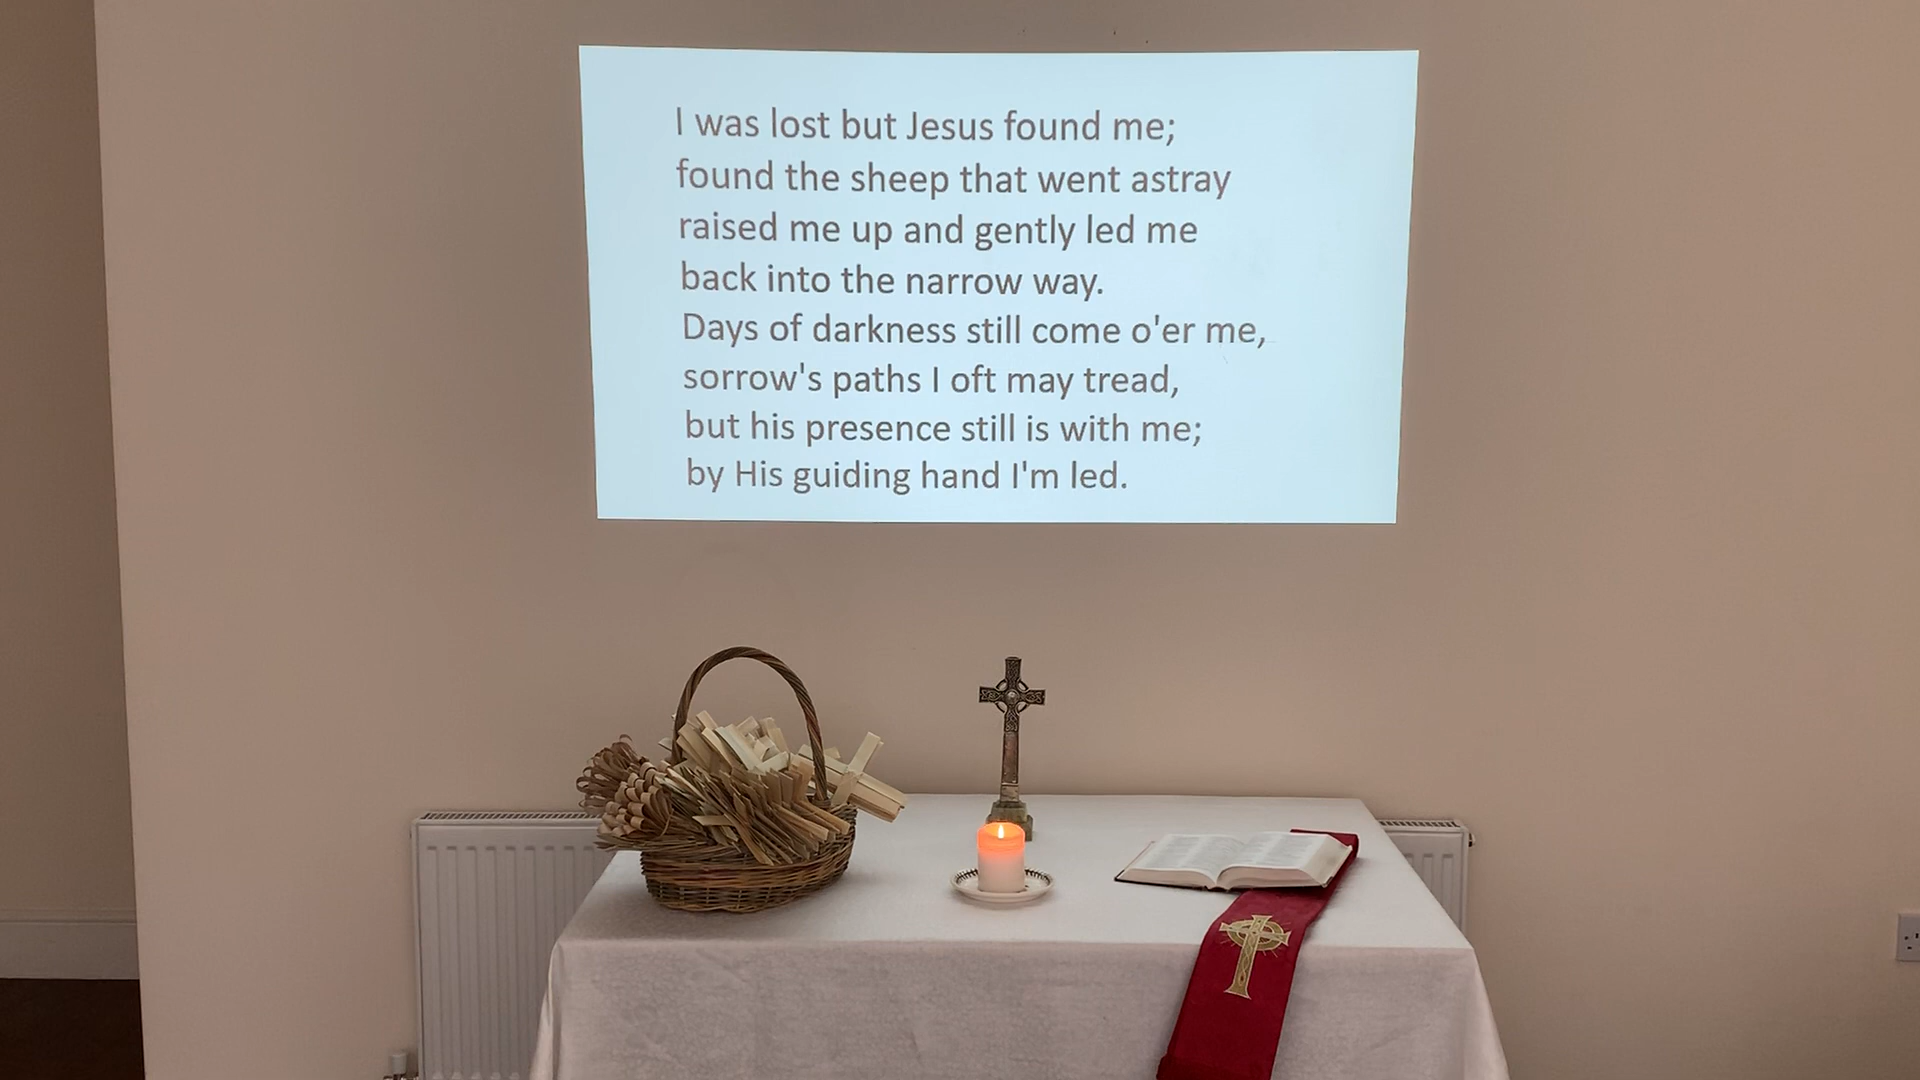 I was lost but Jesus found me;
found the sheep that went astray
raised me up and gently led me
back into the narrow way.
Days of darkness still come o'er me,
sorrow's paths I oft may tread,
but his presence still is with me;
by His guiding hand I'm led.